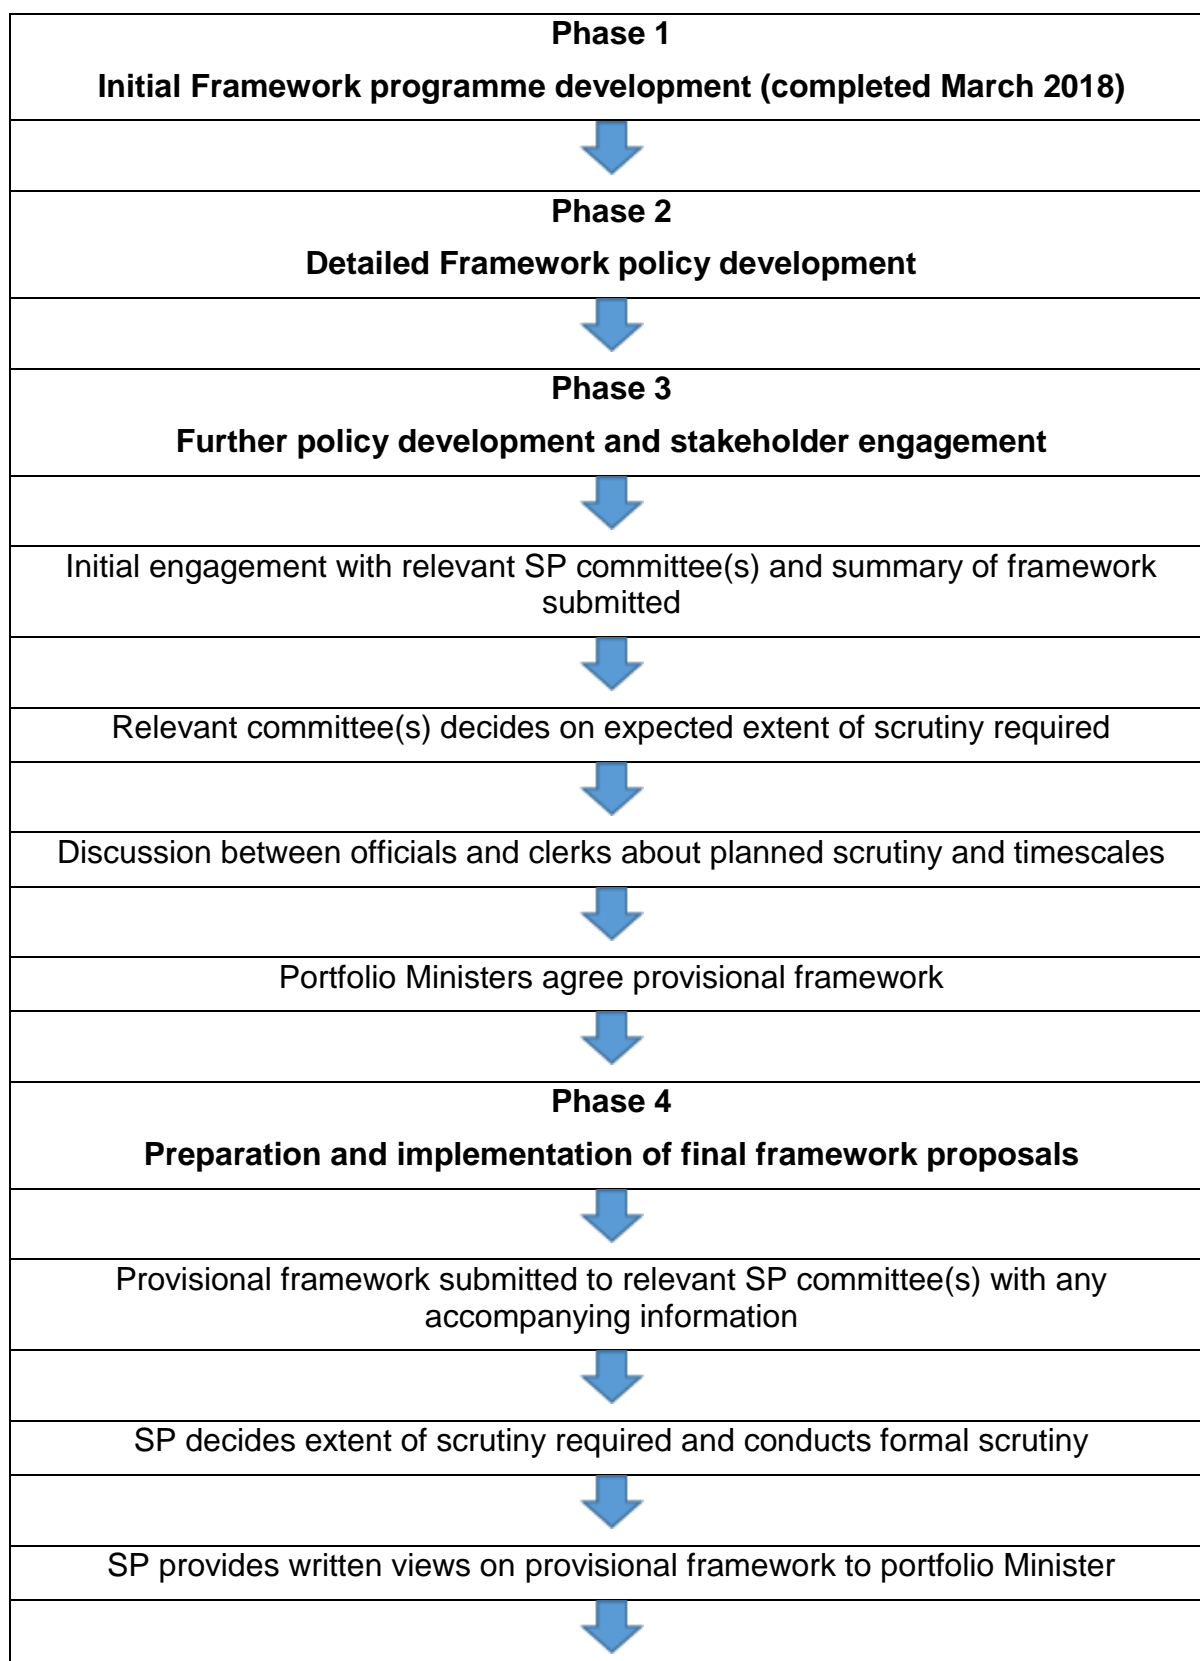 Phase 1
Initial Framework programme development (completed March 2018)
Phase 2
Detailed Framework policy development
Phase 3
Further policy development and stakeholder engagement
Initial engagement with relevant SP committee(s) and summary of framework
submitted
Relevant committee(s) decides on expected extent of scrutiny required
Discussion between officials and clerks about planned scrutiny and timescales
Portfolio Ministers agree provisional framework
Phase 4
Preparation and implementation of final framework proposals
Provisional framework submitted to relevant SP committee(s) with any
accompanying information
SP decides extent of scrutiny required and conducts formal scrutiny
SP provides written views on provisional framework to portfolio Minister